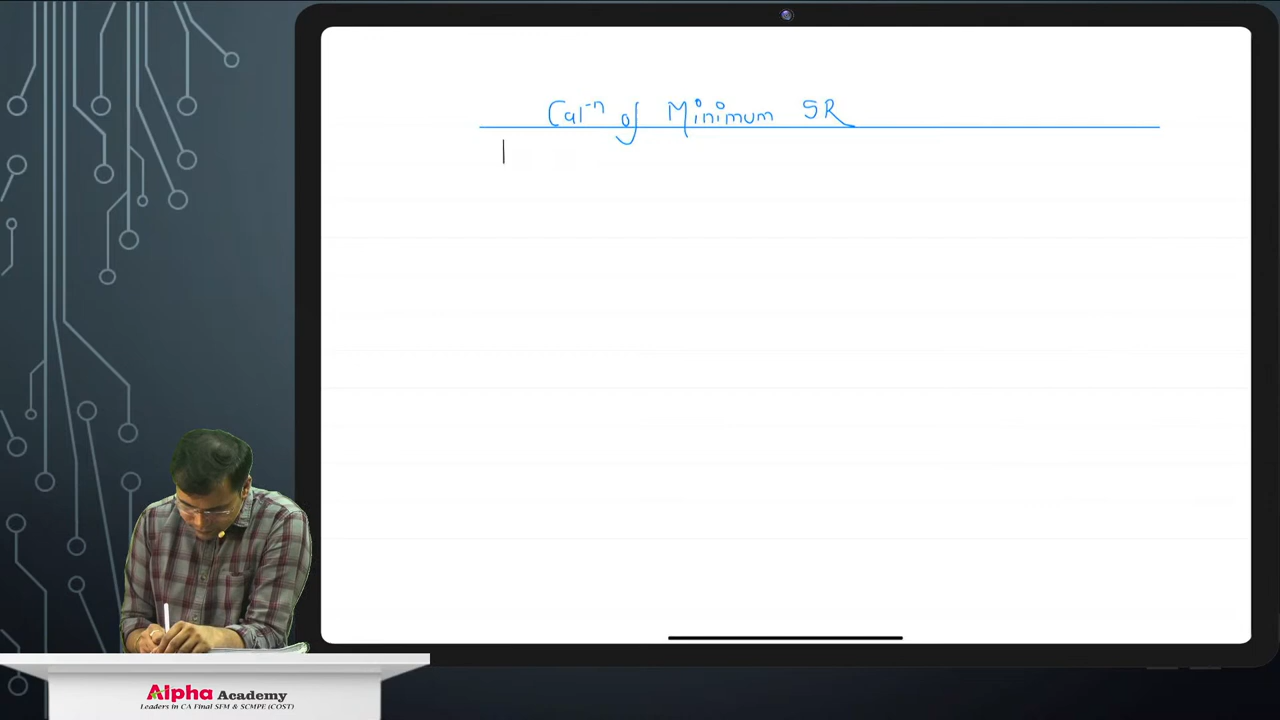 Cal-n of Minimum SR
Alpha Academy
Leaders in CA Final SFM & SCMPE (COST)